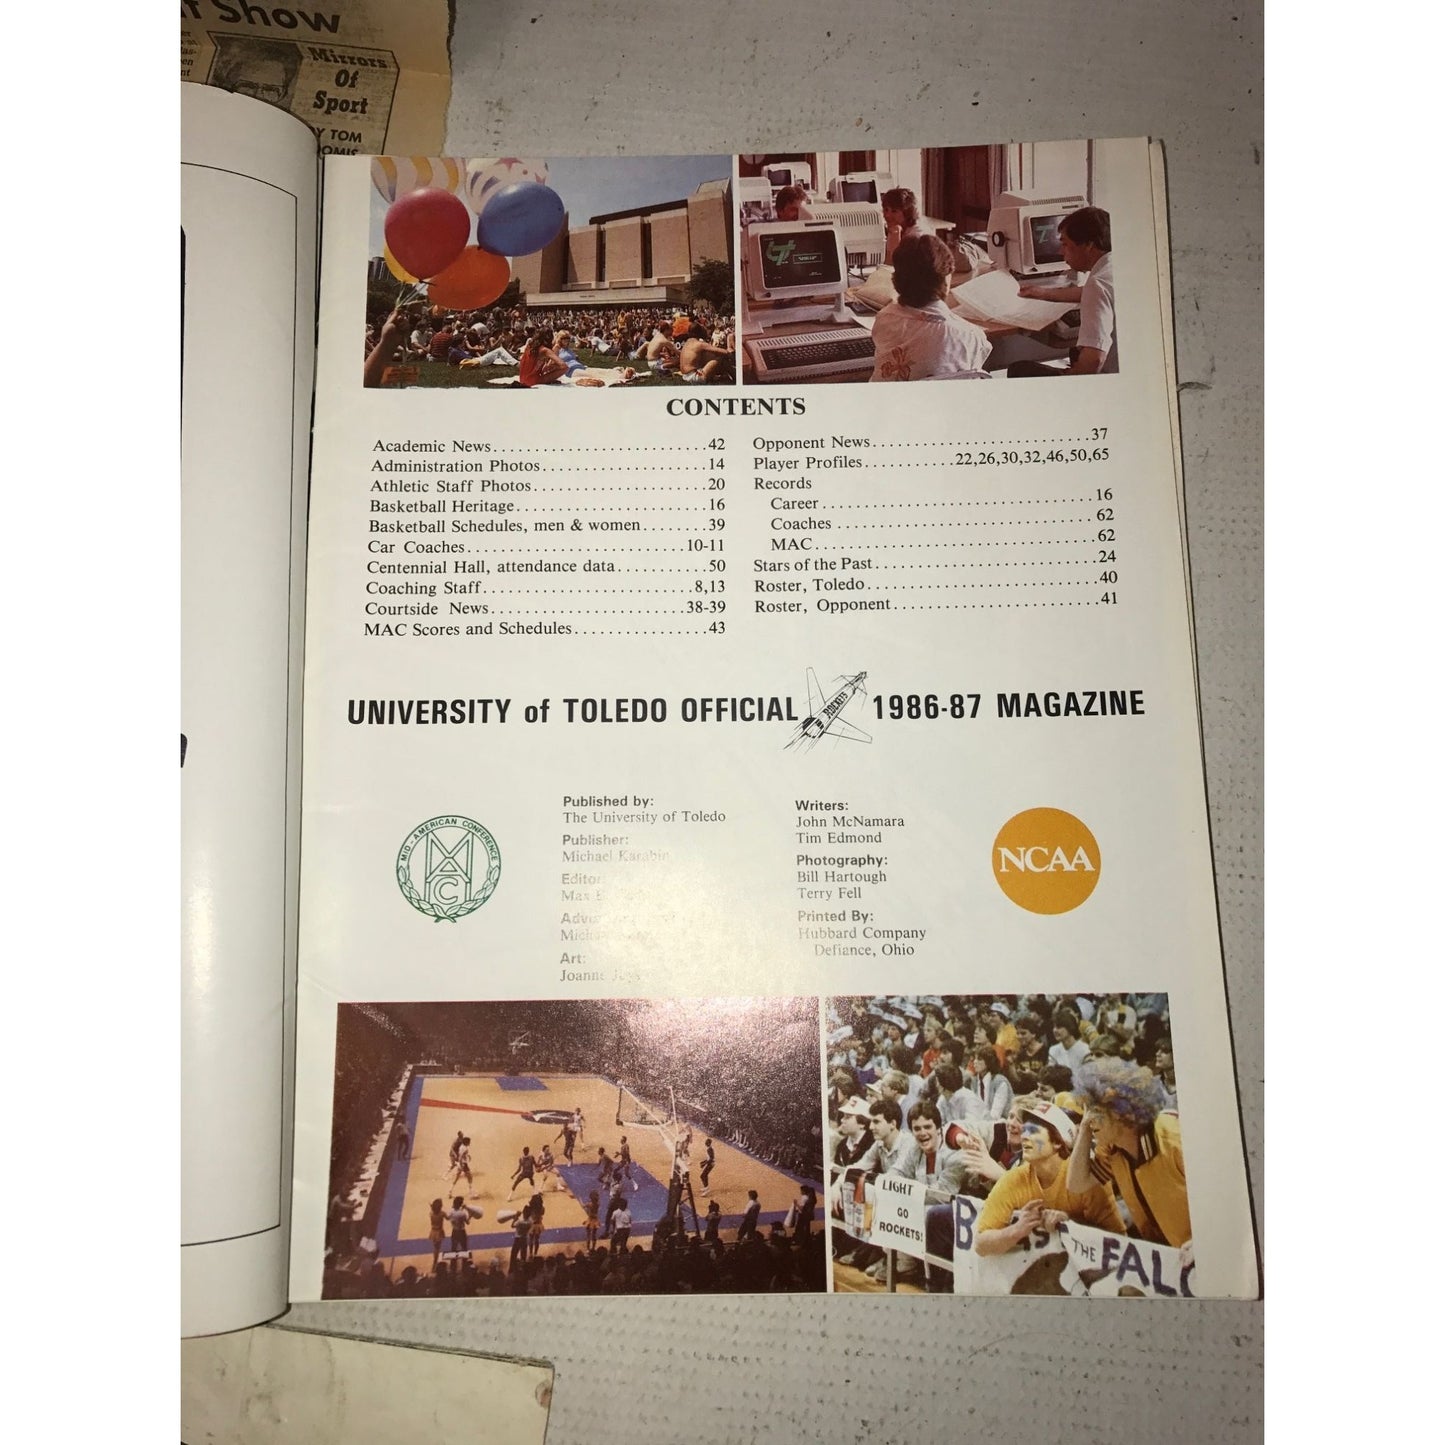 Show
Mirrors
Of
Sport
Y TOM
CONTENTS
Academic News..........................42
Administration Photos....................14
Athletic Staff Photos.....................20
Basketball Heritage.......................16
Basketball Schedules, men & women........39
Car Coaches..........................10-11
Centennial Hall, attendance data...........50
Coaching Staff..........................8,13
Courtside News........................38-39
MAC Scores and Schedules................43
Opponent News..........................37
Player Profiles...........22,26,30,32,46,50,65
Records
Career.................................16
Coaches ...............................62
MAC..................................62
Stars of the Past...........................24
Roster, Toledo............................40
Roster, Opponent.........................41
UNIVERSITY of TOLEDO OFFICIAL ROCKETS 1986-87 MAGAZINE
MID-AMERICAN CONFERENCE
MAC
Published by:
The University of Toledo
Publisher:
Michael Karabin
Editor
Max E.
Art:
Joanne
Writers:
John McNamara
Tim Edmond
Photography:
Bill Hartough
Terry Fell
Printed By:
Hubbard Company
Defiance, Ohio
NCAA
LIGHT
GO
ROCKETS!
THE FAL